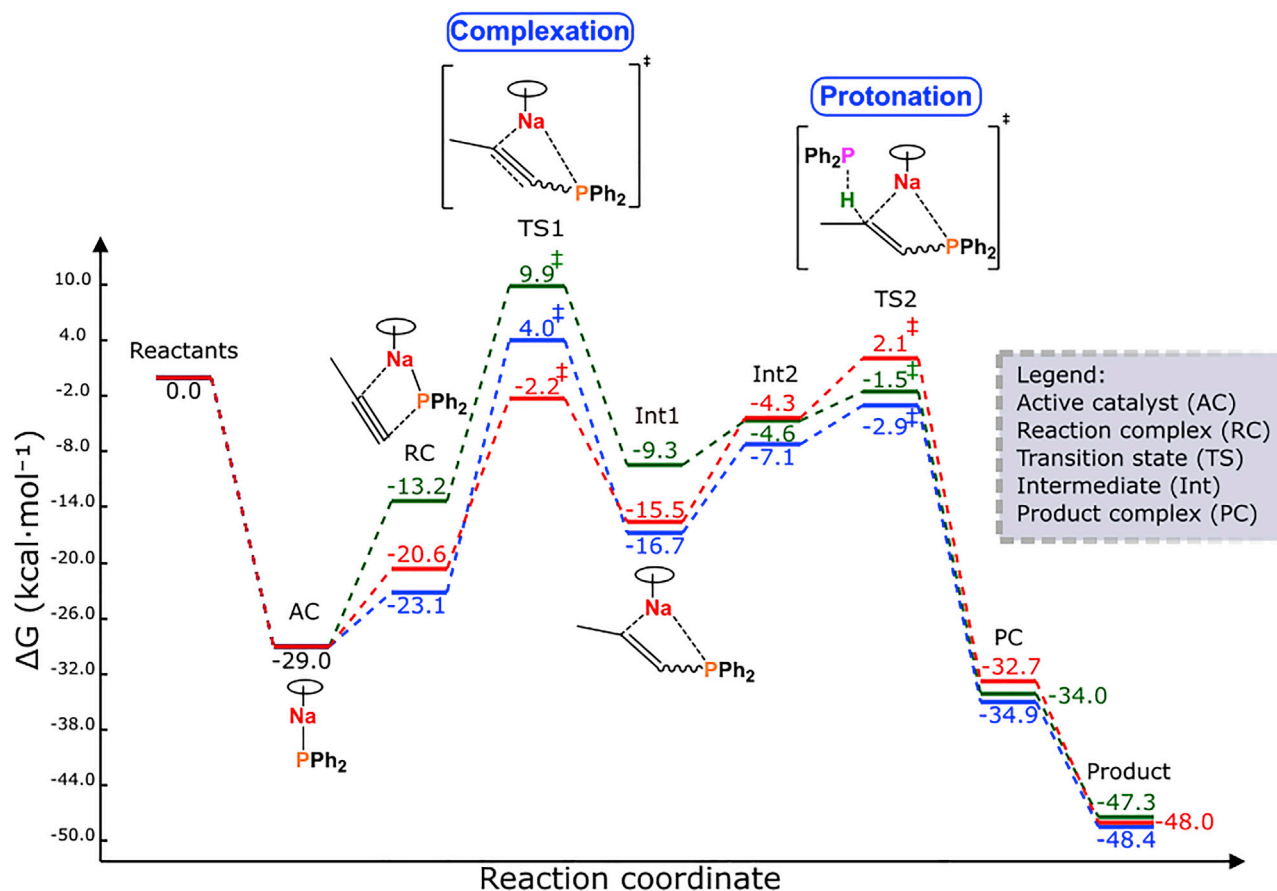 Complexation
‡
Na
PPh2
Protonation
‡
Ph2P
H
Na
PPh2
TS1
9.9‡
4.0‡
-2.2‡
TS2
2.1‡
-1.5‡
-2.9‡
10.0
4.0
-2.0
-8.0
-14.0
-20.0
-26.0
-32.0
-38.0
-44.0
-50.0
ΔG (kcal·mol⁻¹)
Reactants
0.0
Na
PPh2
RC
-13.2
-20.6
-23.1
Int1
-9.3
-15.5
-16.7
Int2
-4.3
-4.6
-7.1
Legend:
Active catalyst (AC)
Reaction complex (RC)
Transition state (TS)
Intermediate (Int)
Product complex (PC)
AC
-29.0
Na
PPh2
Na
PPh2
PC
-32.7
-34.0
-34.9
Product
-47.3
-48.0
-48.4
Reaction coordinate